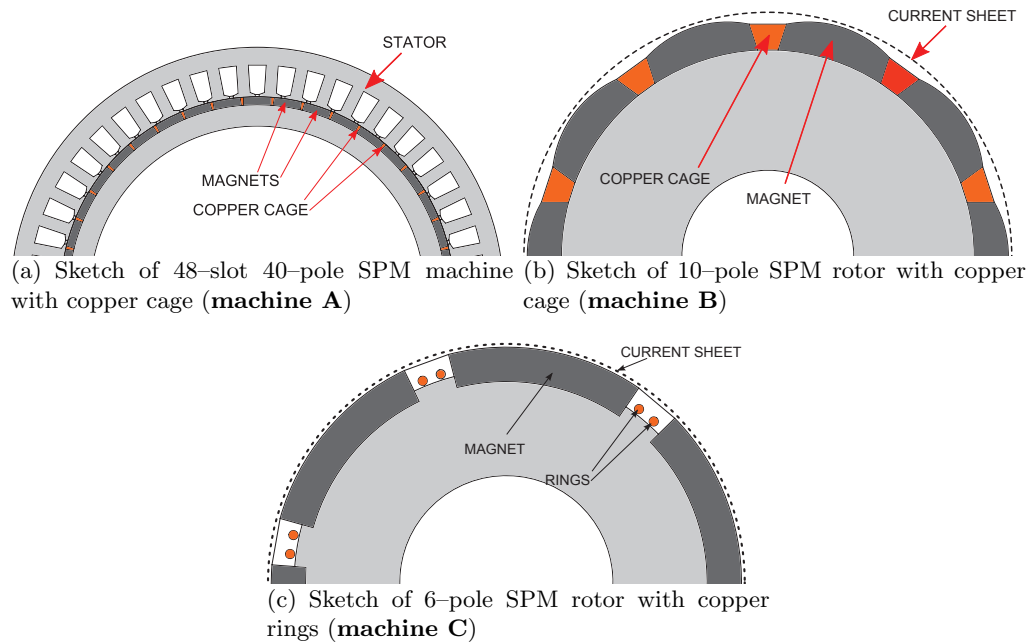 STATOR
MAGNETS
COPPER CAGE
(a) Sketch of 48–slot 40–pole SPM machine
with copper cage (machine A)
CURRENT SHEET
COPPER CAGE
MAGNET
(b) Sketch of 10–pole SPM rotor with copper
cage (machine B)
CURRENT SHEET
MAGNET
RINGS
(c) Sketch of 6–pole SPM rotor with copper
rings (machine C)